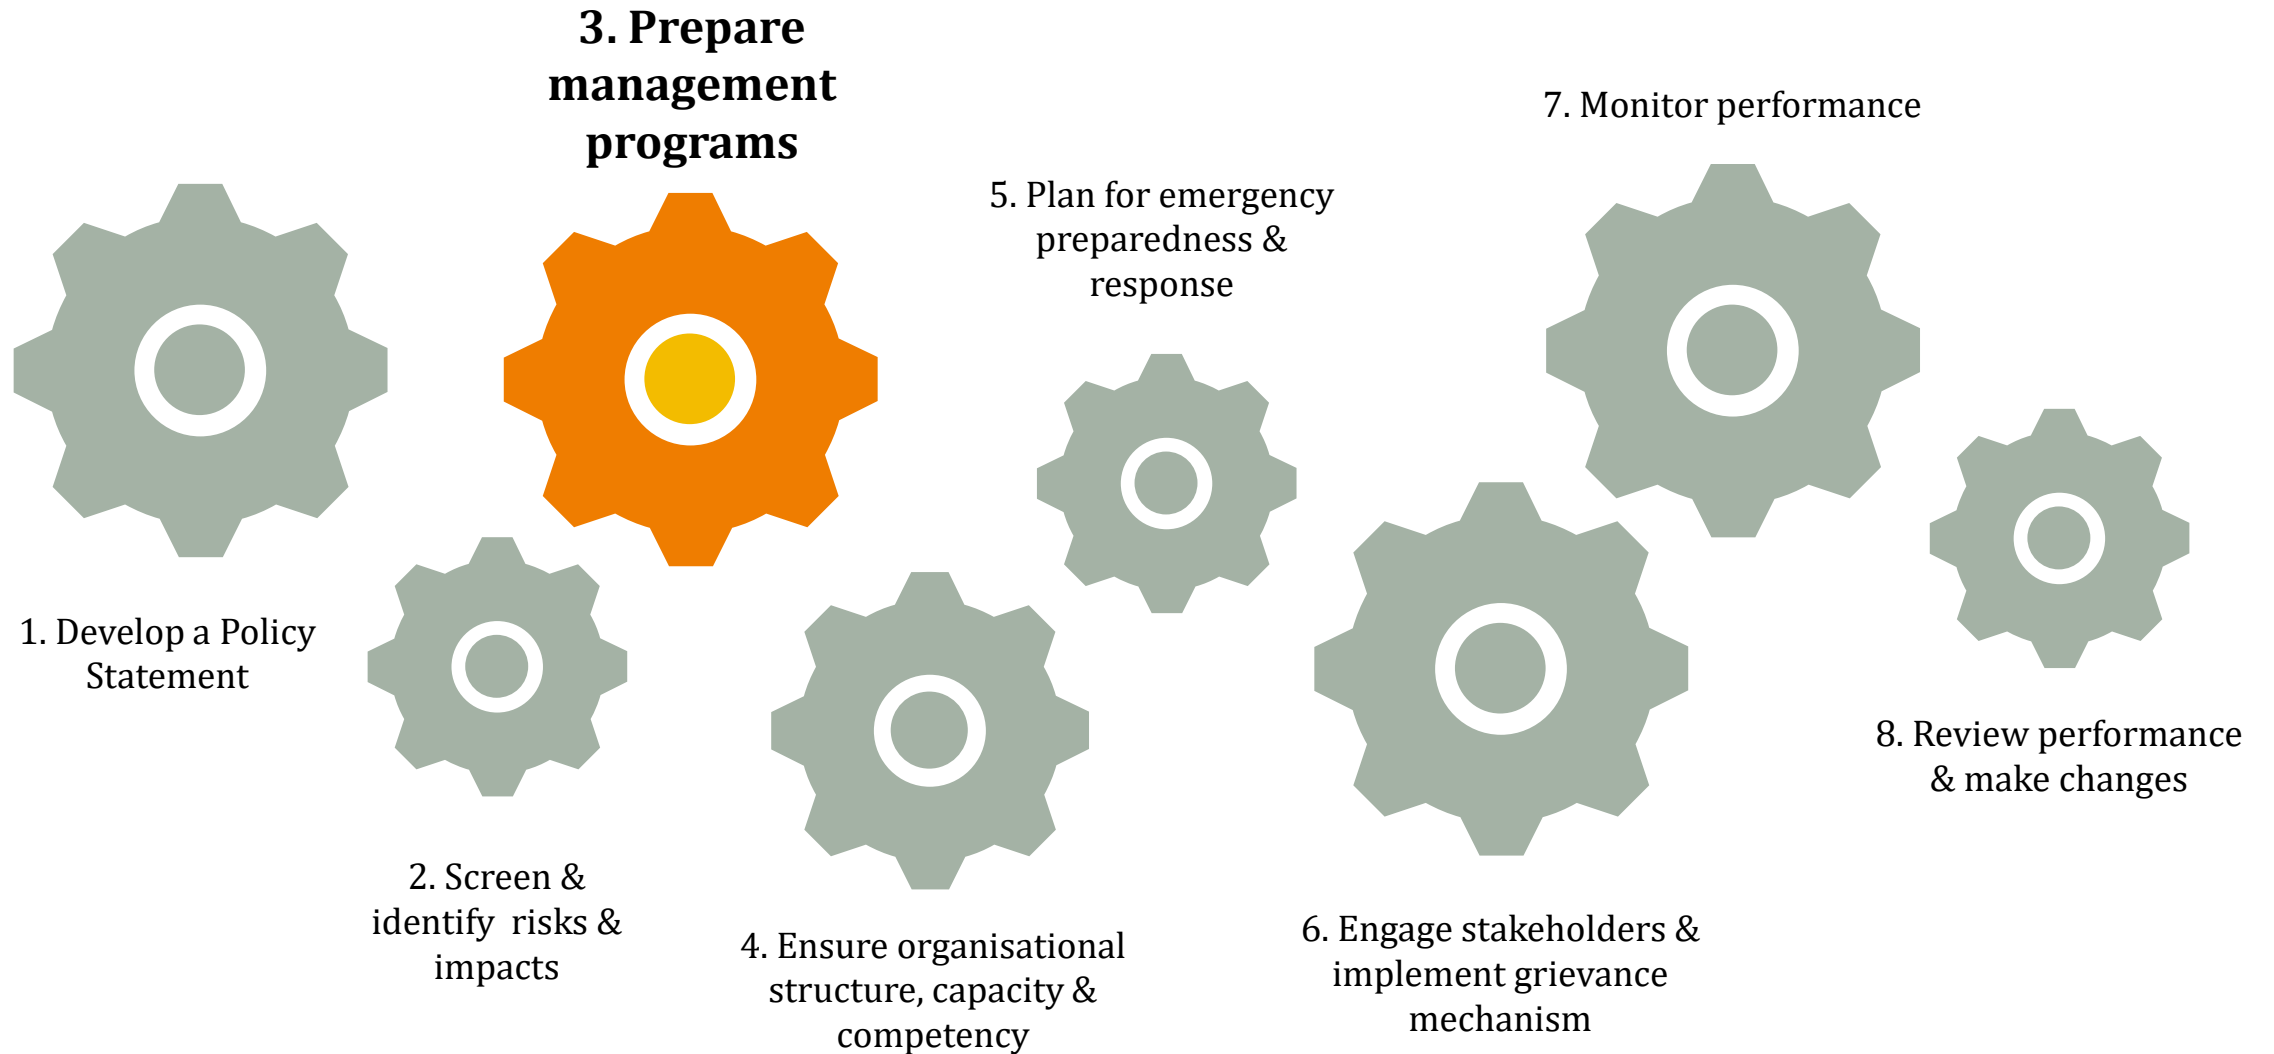 1. Develop a Policy
Statement
2. Screen &
identify  risks &
impacts
3. Prepare
management
programs
4. Ensure organisational
structure, capacity &
competency
5. Plan for emergency
preparedness &
response
6. Engage stakeholders &
implement grievance
mechanism
7. Monitor performance
8. Review performance
& make changes